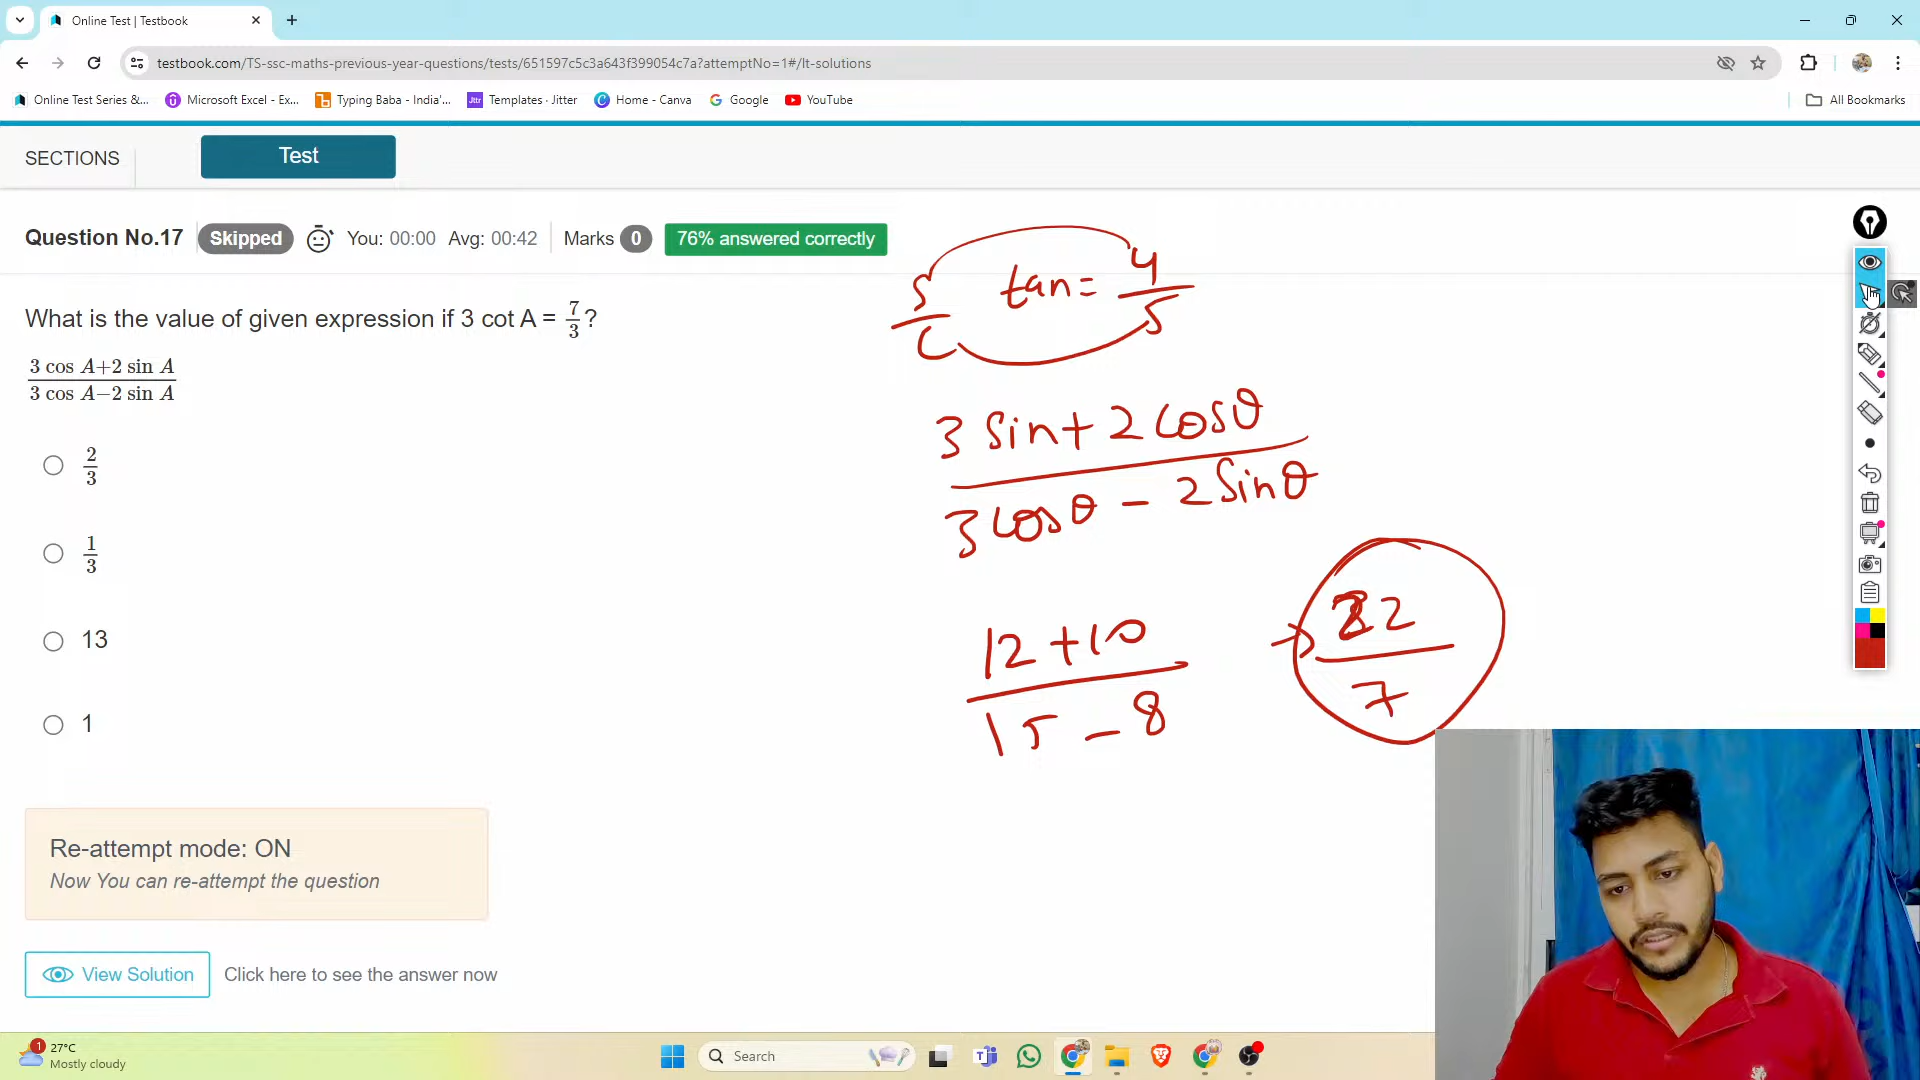 Online Test | Testbook
testbook.com/TS-ssc-maths-previous-year-questions/tests/651597c5c3a643f399054c7a?attemptNo=1#/lt-solutions
Online Test Series &... Microsoft Excel - Ex... Typing Baba - India'... Jttr Templates · Jitter Home - Canva Google YouTube All Bookmarks
SECTIONS Test
Question No.17 Skipped You: 00:00 Avg: 00:42 Marks 0 76% answered correctly
What is the value of given expression if 3 cot A = 7/3?
3 cos A+2 sin A
3 cos A−2 sin A
2/3
1/3
13
1
Re-attempt mode: ON
Now You can re-attempt the question
View Solution Click here to see the answer now
S/C tan = 4/5
3 sin + 2 cosθ
3 cosθ − 2 Sinθ
12 + 10
15 − 8
→ 22
7
1 27°C
Mostly cloudy
Search